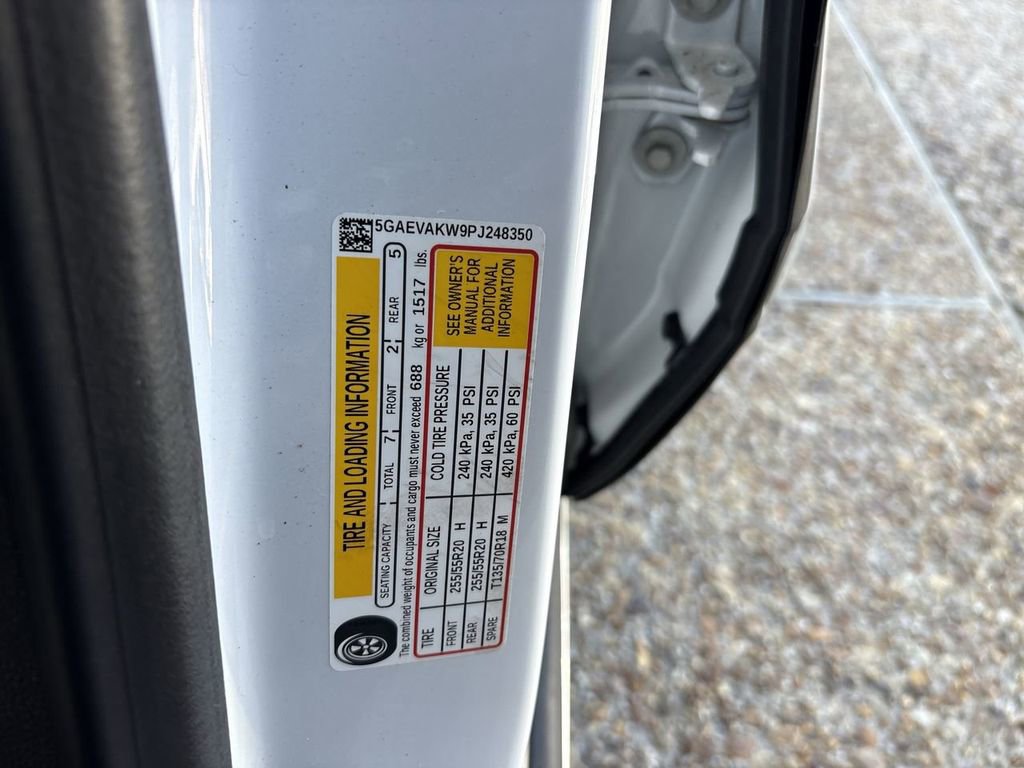 5GAEVAKW9PJ248350
TIRE AND LOADING INFORMATION
SEATING CAPACITY TOTAL 7 FRONT 2 REAR 5
The combined weight of occupants and cargo must never exceed 688 kg or 1517 lbs.
TIRE ORIGINAL SIZE COLD TIRE PRESSURE
FRONT 255/55R20 H 240 kPa, 35 PSI
REAR 255/55R20 H 240 kPa, 35 PSI
SPARE T135/70R18 M 420 kPa, 60 PSI
SEE OWNER'S
MANUAL FOR
ADDITIONAL
INFORMATION